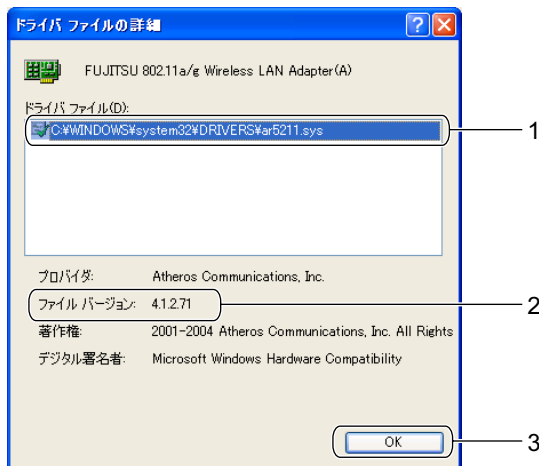 ドライバ ファイルの詳細
FUJITSU 802.11a/g Wireless LAN Adapter(A)
ドライバ ファイル(D):
C:¥WINDOWS¥system32¥DRIVERS¥ar5211.sys
1
プロバイダ: Atheros Communications, Inc.
ファイル バージョン: 4.1.2.71
2
著作権: 2001-2004 Atheros Communications, Inc. All Rights
デジタル署名者: Microsoft Windows Hardware Compatibility
OK
3